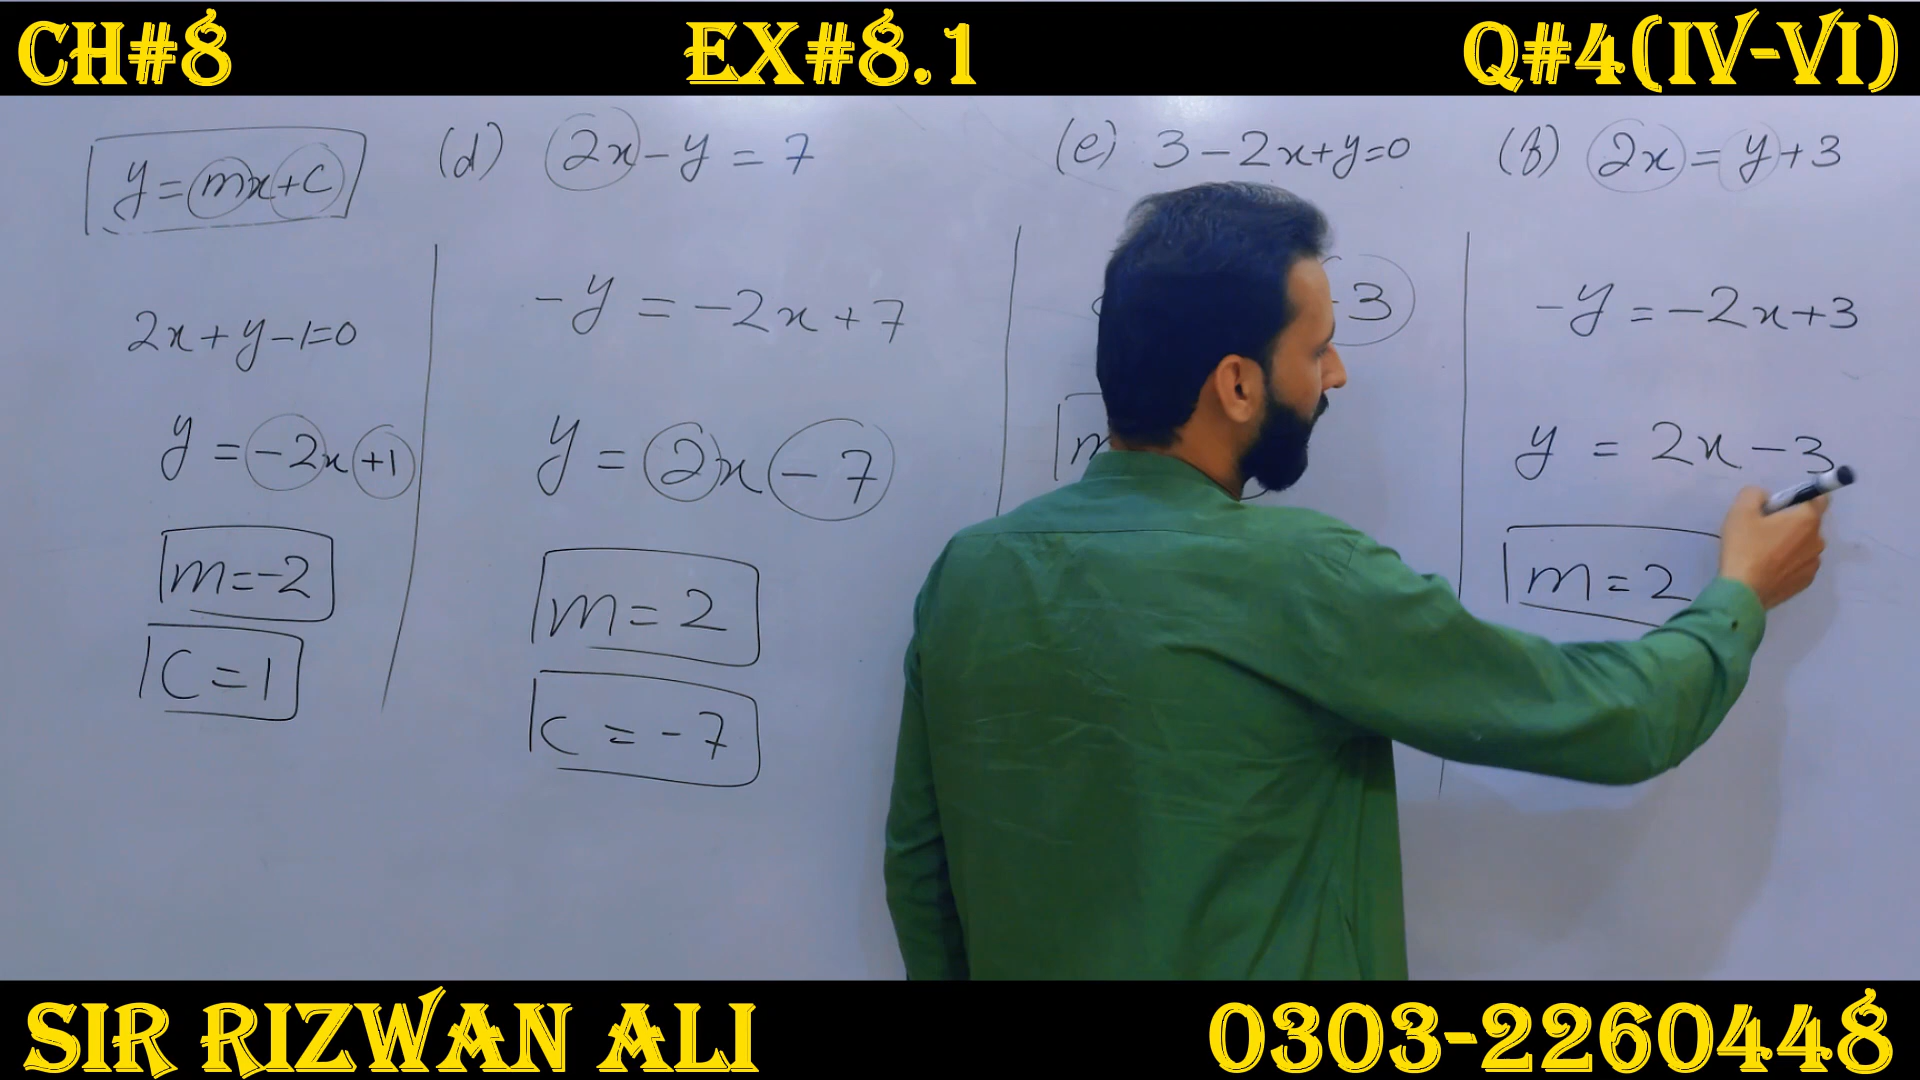 CH#8
EX#8.1
Q#4(IV-VI)
y = mx+c
2x+y-1=0
y = -2x+1
m=-2
C=1
(d) 2x-y = 7
-y = -2x+7
y = 2x-7
m=2
C = -7
(e) 3-2x+y=0
3
m
(f) 2x = y+3
-y = -2x+3
y = 2x-3
m=2
SIR RIZWAN ALI
0303-2260448